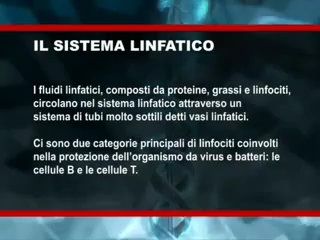 IL SISTEMA LINFATICO
I fluidi linfatici, composti da proteine, grassi e linfociti,
circolano nel sistema linfatico attraverso un
sistema di tubi molto sottili detti vasi linfatici.
Ci sono due categorie principali di linfociti coinvolti
nella protezione dell'organismo da virus e batteri: le
cellule B e le cellule T.